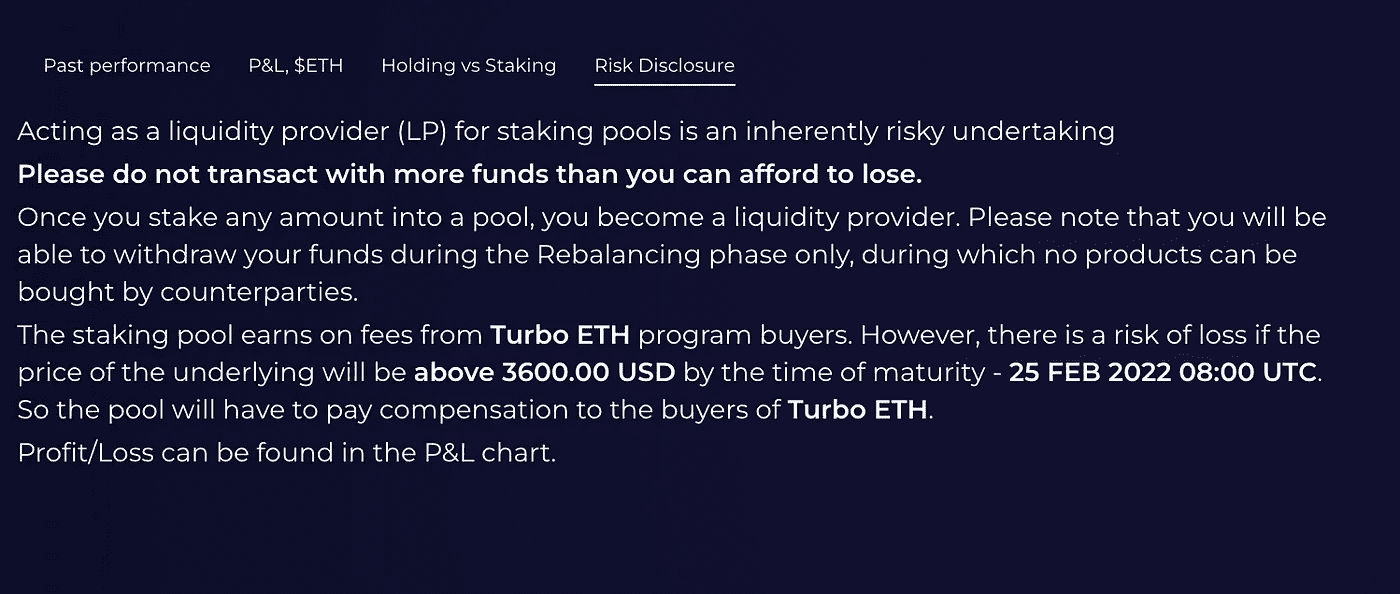 Past performance P&L, $ETH Holding vs Staking Risk Disclosure
Acting as a liquidity provider (LP) for staking pools is an inherently risky undertaking
Please do not transact with more funds than you can afford to lose.
Once you stake any amount into a pool, you become a liquidity provider. Please note that you will be
able to withdraw your funds during the Rebalancing phase only, during which no products can be
bought by counterparties.
The staking pool earns on fees from Turbo ETH program buyers. However, there is a risk of loss if the
price of the underlying will be above 3600.00 USD by the time of maturity - 25 FEB 2022 08:00 UTC.
So the pool will have to pay compensation to the buyers of Turbo ETH.
Profit/Loss can be found in the P&L chart.